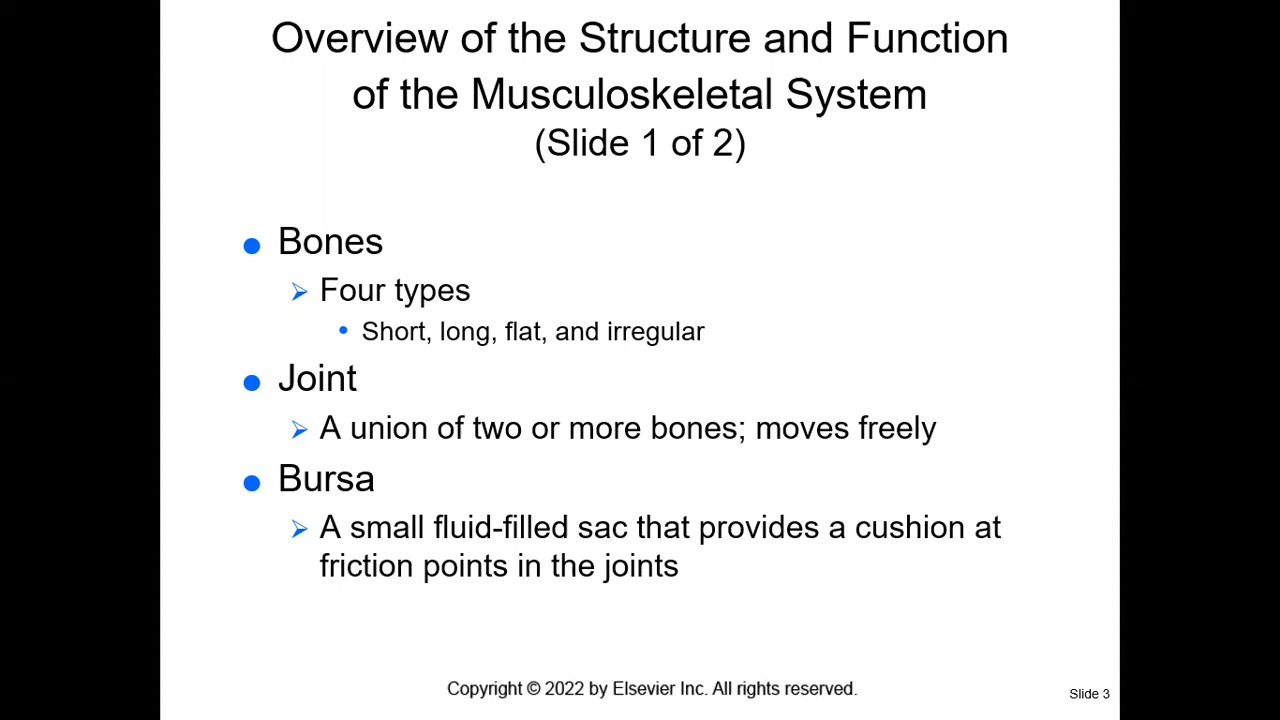 Overview of the Structure and Function
of the Musculoskeletal System
(Slide 1 of 2)
Bones
Four types
Short, long, flat, and irregular
Joint
A union of two or more bones; moves freely
Bursa
A small fluid-filled sac that provides a cushion at
friction points in the joints
Copyright © 2022 by Elsevier Inc. All rights reserved.
Slide 3